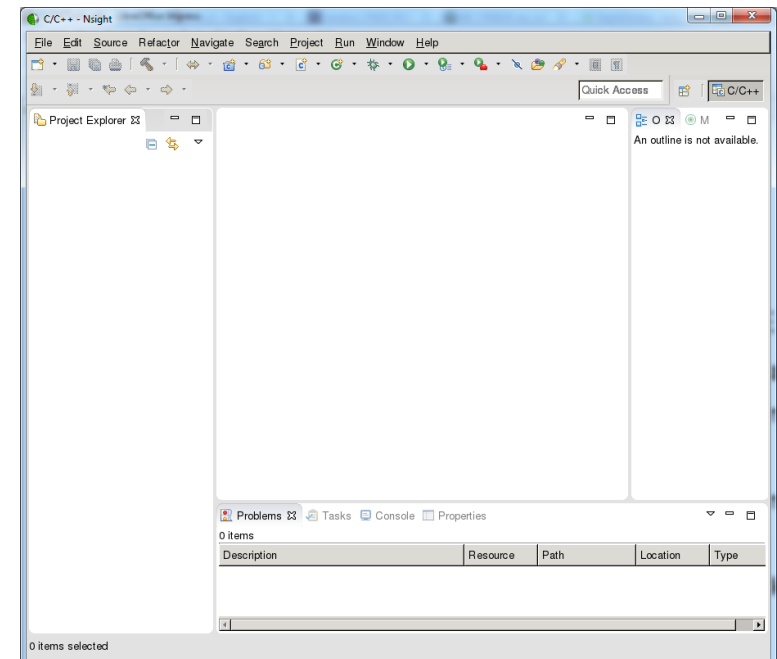 C/C++ - Nsight
File Edit Source Refactor Navigate Search Project Run Window Help
Quick Access
C/C++
Project Explorer
O M
An outline is not available.
Problems Tasks Console Properties
0 items
Description Resource Path Location Type
0 items selected